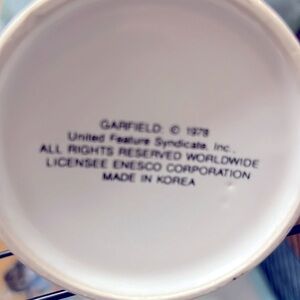 GARFIELD: © 1978
United Feature Syndicate, Inc.,
ALL RIGHTS RESERVED WORLDWIDE
LICENSEE ENESCO CORPORATION
MADE IN KOREA